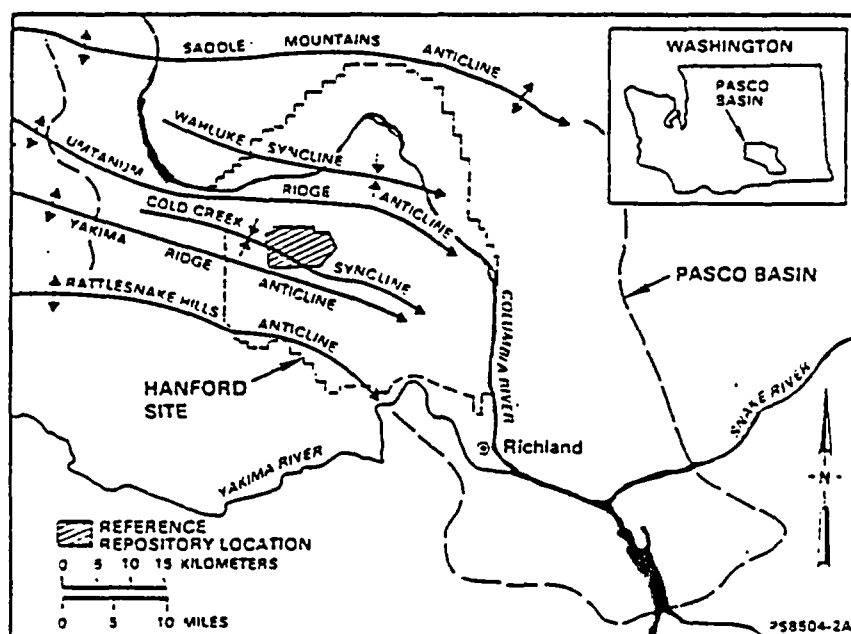 SADDLE MOUNTAINS ANTICLINE
WASHINGTON
PASCO
BASIN
WAHLUKE SYNCLINE
UMTANUM RIDGE ANTICLINE
COLD CREEK SYNCLINE
YAKIMA RIDGE ANTICLINE
RATTLESNAKE HILLS ANTICLINE
PASCO BASIN
COLUMBIA RIVER
HANFORD
SITE
SNAKE RIVER
Richland
YAKIMA RIVER
N
REFERENCE
REPOSITORY LOCATION
0 5 10 15 KILOMETERS
0 5 10 MILES
PS8504-2A